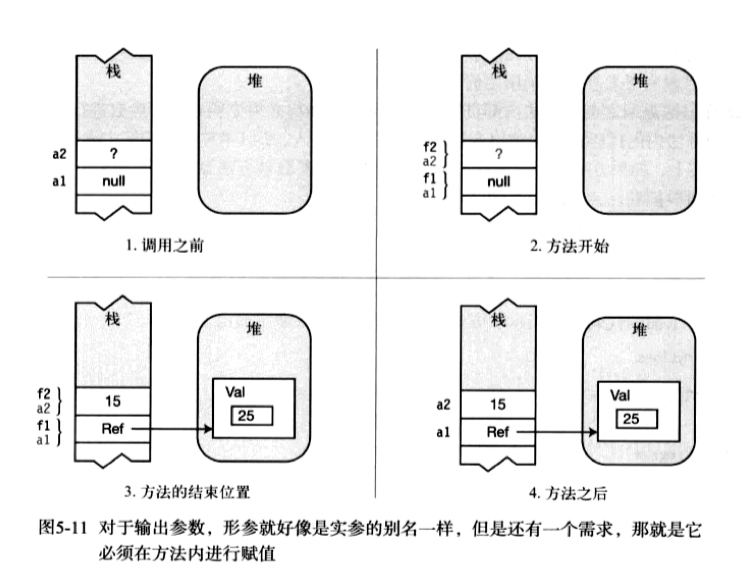 栈
堆
a2
?
a1
null
1. 调用之前
栈
堆
f2
a2
?
f1
a1
null
2. 方法开始
栈
堆
Val
25
f2
a2
15
f1
a1
Ref
3. 方法的结束位置
栈
堆
Val
25
a2
15
a1
Ref
4. 方法之后
图5-11 对于输出参数，形参就好像是实参的别名一样，但是还有一个需求，那就是它
必须在方法内进行赋值